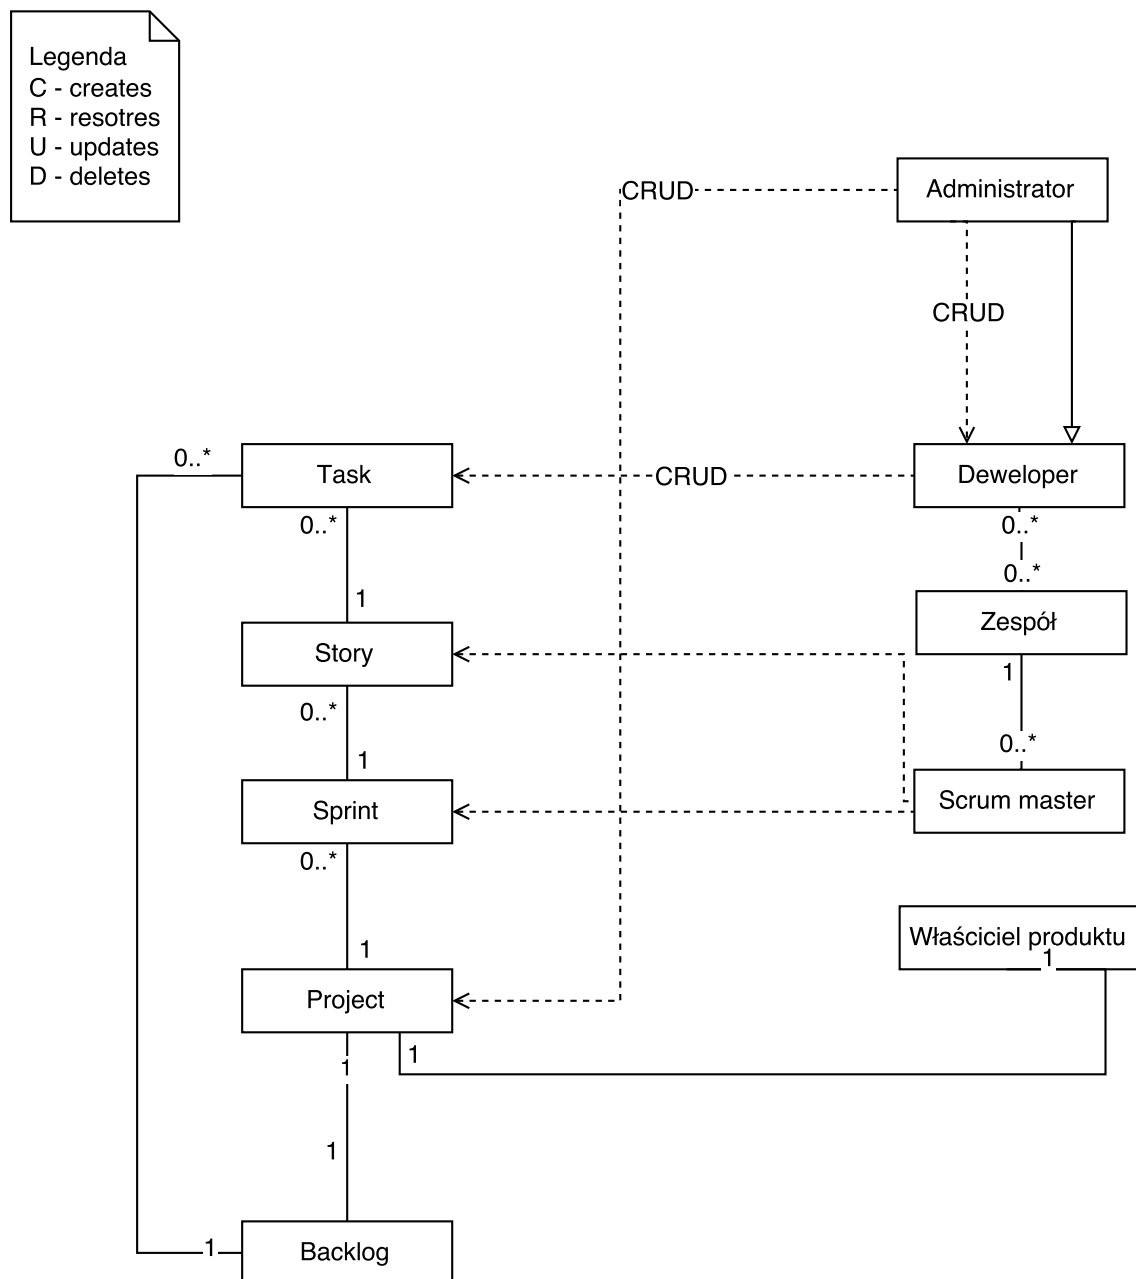 Legenda
C - creates
R - resotres
U - updates
D - deletes
CRUD
Administrator
CRUD
0..*
Task
CRUD
Deweloper
0..*
0..*
0..*
1
Zespół
Story
1
0..*
0..*
1
Sprint
Scrum master
0..*
Właściciel produktu
1
1
Project
1
1
1
1
Backlog